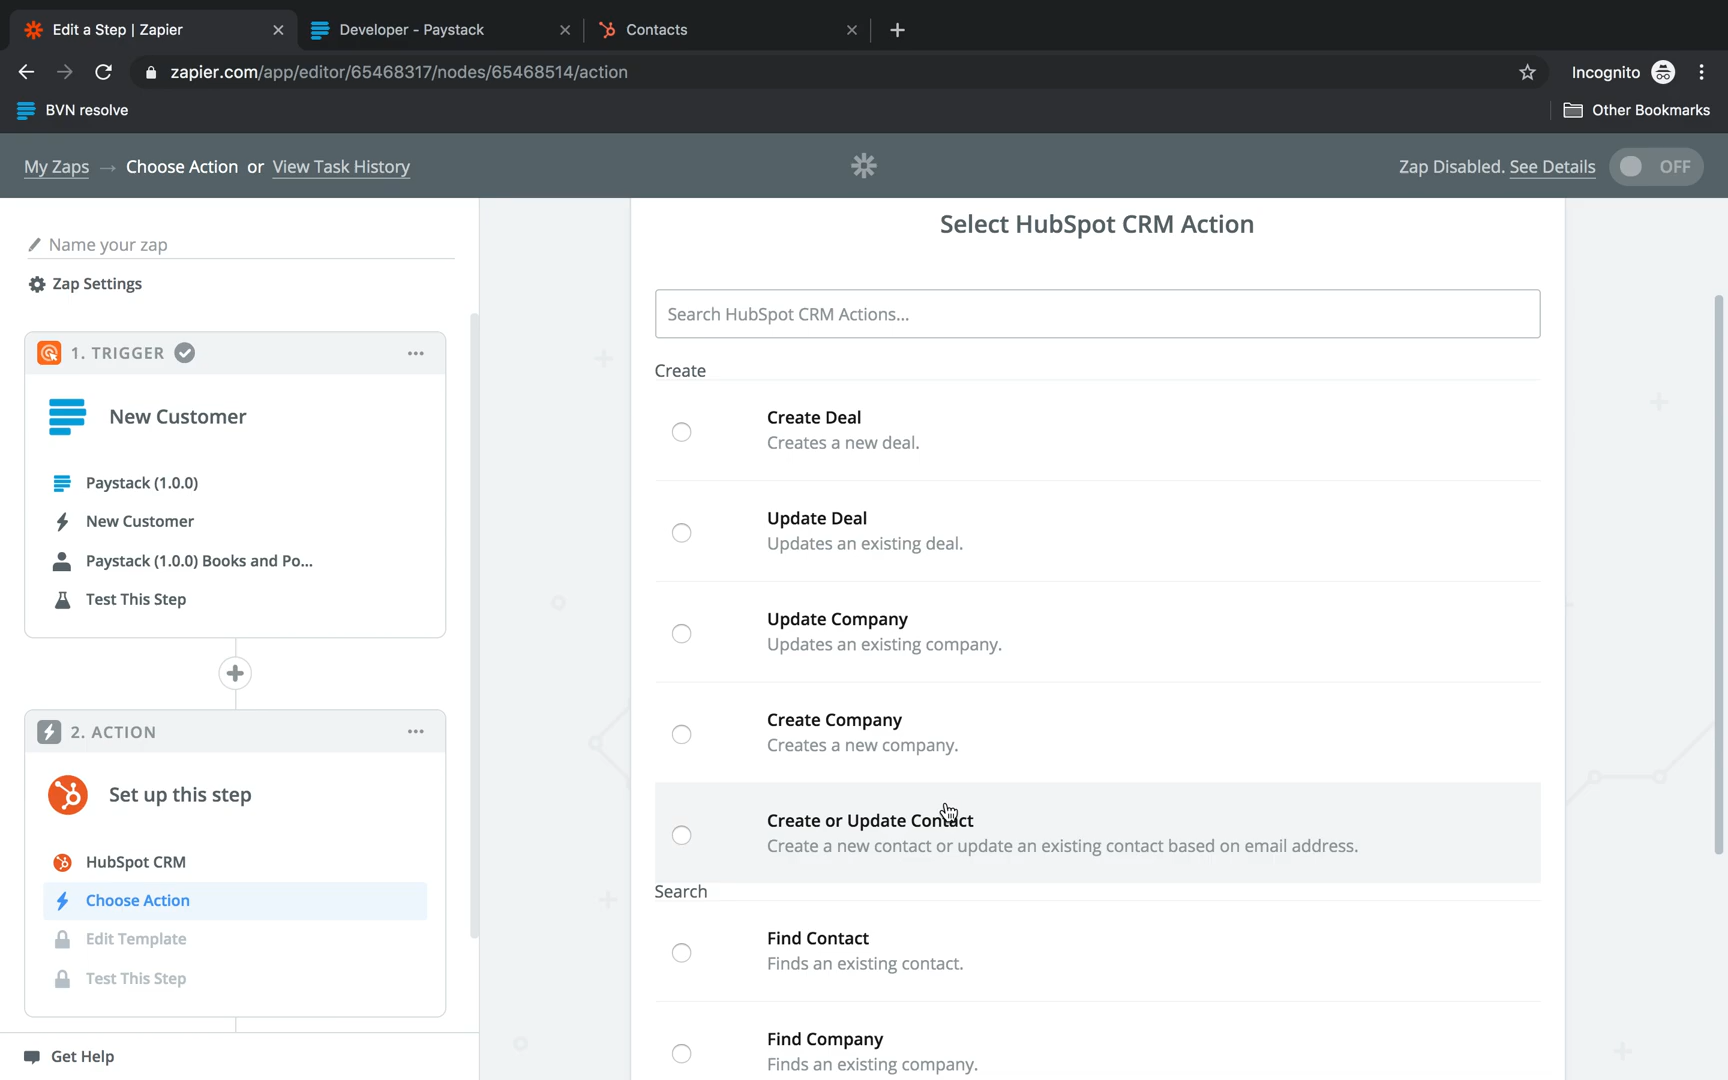 Edit a Step | Zapier
Developer - Paystack
Contacts
zapier.com/app/editor/65468317/nodes/65468514/action
Incognito
BVN resolve
Other Bookmarks
My Zaps → Choose Action or View Task History
Zap Disabled. See Details
OFF
Name your zap
Zap Settings
1. TRIGGER
New Customer
Paystack (1.0.0)
New Customer
Paystack (1.0.0) Books and Po...
Test This Step
2. ACTION
Set up this step
HubSpot CRM
Choose Action
Edit Template
Test This Step
Get Help
Select HubSpot CRM Action
Search HubSpot CRM Actions...
Create
Create Deal
Creates a new deal.
Update Deal
Updates an existing deal.
Update Company
Updates an existing company.
Create Company
Creates a new company.
Create or Update Contact
Create a new contact or update an existing contact based on email address.
Search
Find Contact
Finds an existing contact.
Find Company
Finds an existing company.